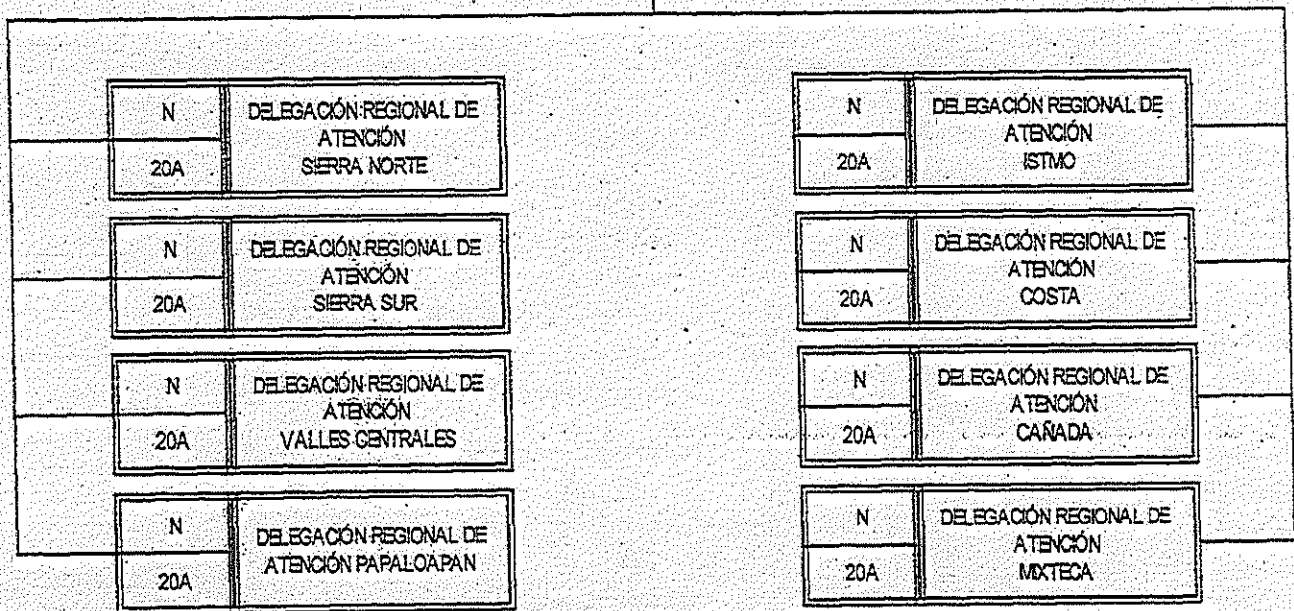 N
20A
DELEGACIÓN REGIONAL DE
ATENCIÓN
SIERRA NORTE
N
20A
DELEGACIÓN REGIONAL DE
ATENCIÓN
SIERRA SUR
N
20A
DELEGACIÓN REGIONAL DE
ATENCIÓN
VALLES CENTRALES
N
20A
DELEGACIÓN REGIONAL DE
ATENCIÓN PAPALOAPAN
N
20A
DELEGACIÓN REGIONAL DE
ATENCIÓN
ISTMO
N
20A
DELEGACIÓN REGIONAL DE
ATENCIÓN
COSTA
N
20A
DELEGACIÓN REGIONAL DE
ATENCIÓN
CAÑADA
N
20A
DELEGACIÓN REGIONAL DE
ATENCIÓN
MIXTECA